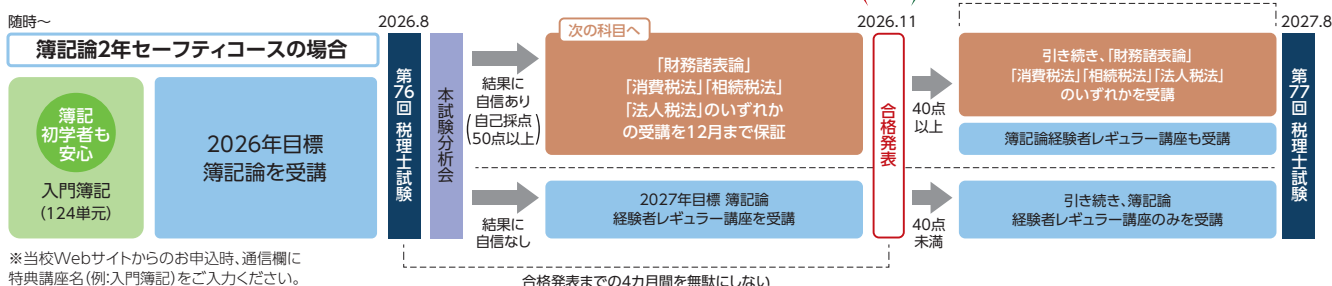 随時～
2026.8
2026.11
2027.8
簿記論2年セーフティコースの場合
簿記
初学者も
安心
入門簿記
(124単元)
2026年目標
簿記論を受講
第76回 税理士試験
本試験分析会
結果に
自信あり
(自己採点
50点以上)
次の科目へ
「財務諸表論」
「消費税法」「相続税法」
「法人税法」のいずれか
の受講を12月まで保証
結果に
自信なし
2027年目標 簿記論
経験者レギュラー講座を受講
合格発表
40点
以上
引き続き、「財務諸表論」
「消費税法」「相続税法」「法人税法」
のいずれかを受講
簿記論経験者レギュラー講座も受講
40点
未満
引き続き、簿記論
経験者レギュラー講座のみを受講
第77回 税理士試験
※当校Webサイトからのお申込時、通信欄に
特典講座名(例:入門簿記)をご入力ください。
合格発表までの4カ月間を無駄にしない